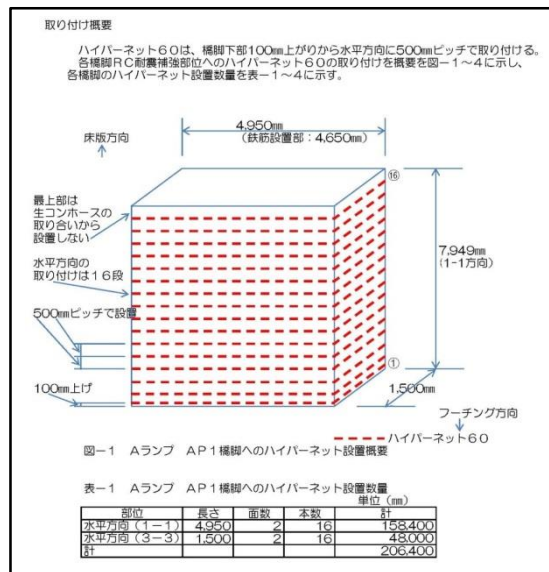 取り付け概要
ハイパーネット60は、橋脚下部100mm上がりから水平方向に500mmピッチで取り付ける。
各橋脚RC耐震補強部位へのハイパーネット60の取り付けを概要を図－1～4に示し、
各橋脚のハイパーネット設置数量を表－1～4に示す。
4,950mm
(鉄筋設置部：4,650mm)
床版方向
⑯
最上部は
生コンホースの
取り合いから
設置しない
水平方向の
取り付けは16段
7,949mm
(1-1方向)
500mmピッチで設置
①
100mm上げ
1,500mm
フーチング方向
ハイパーネット60
図－1 Aランプ AP1橋脚へのハイパーネット設置概要
表－1 Aランプ AP1橋脚へのハイパーネット設置数量
単位（mm）
部位 長さ 面数 本数 計
水平方向（1－1） 4,950 2 16 158,400
水平方向（3－3） 1,500 2 16 48,000
計 206,400